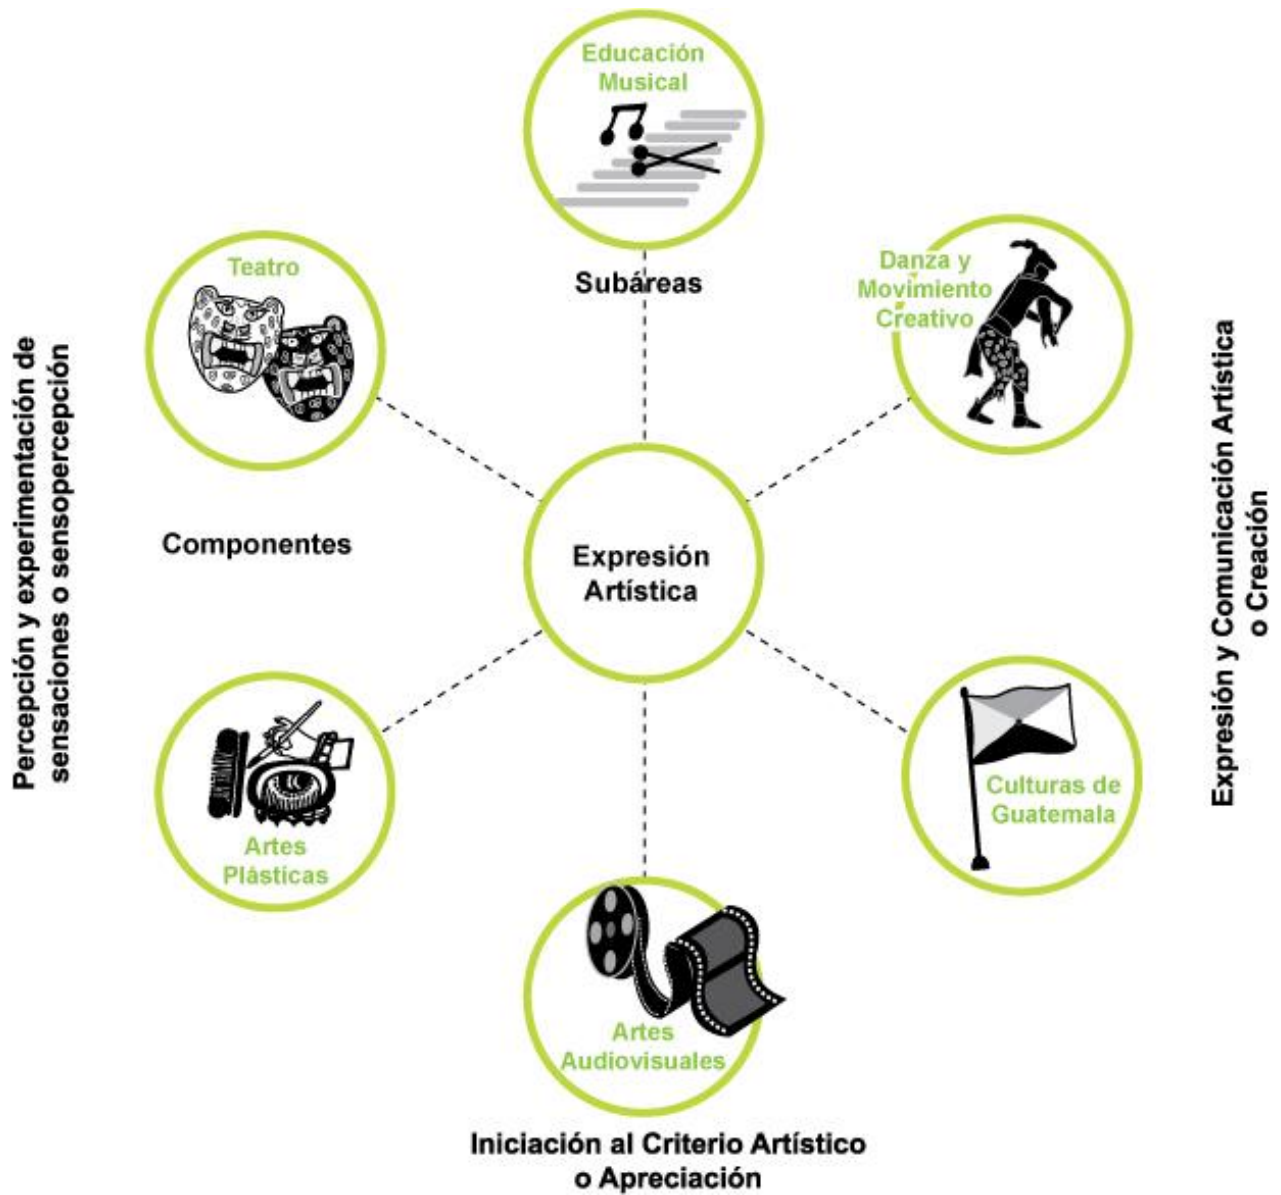 Educación
Musical
Subáreas
Teatro
Danza y
Movimiento
Creativo
Percepción y experimentación de
sensaciones o sensopercepción
Componentes
Expresión
Artística
Expresión y Comunicación Artística
o Creación
Artes
Plásticas
Culturas de
Guatemala
Artes
Audiovisuales
Iniciación al Criterio Artístico
o Apreciación